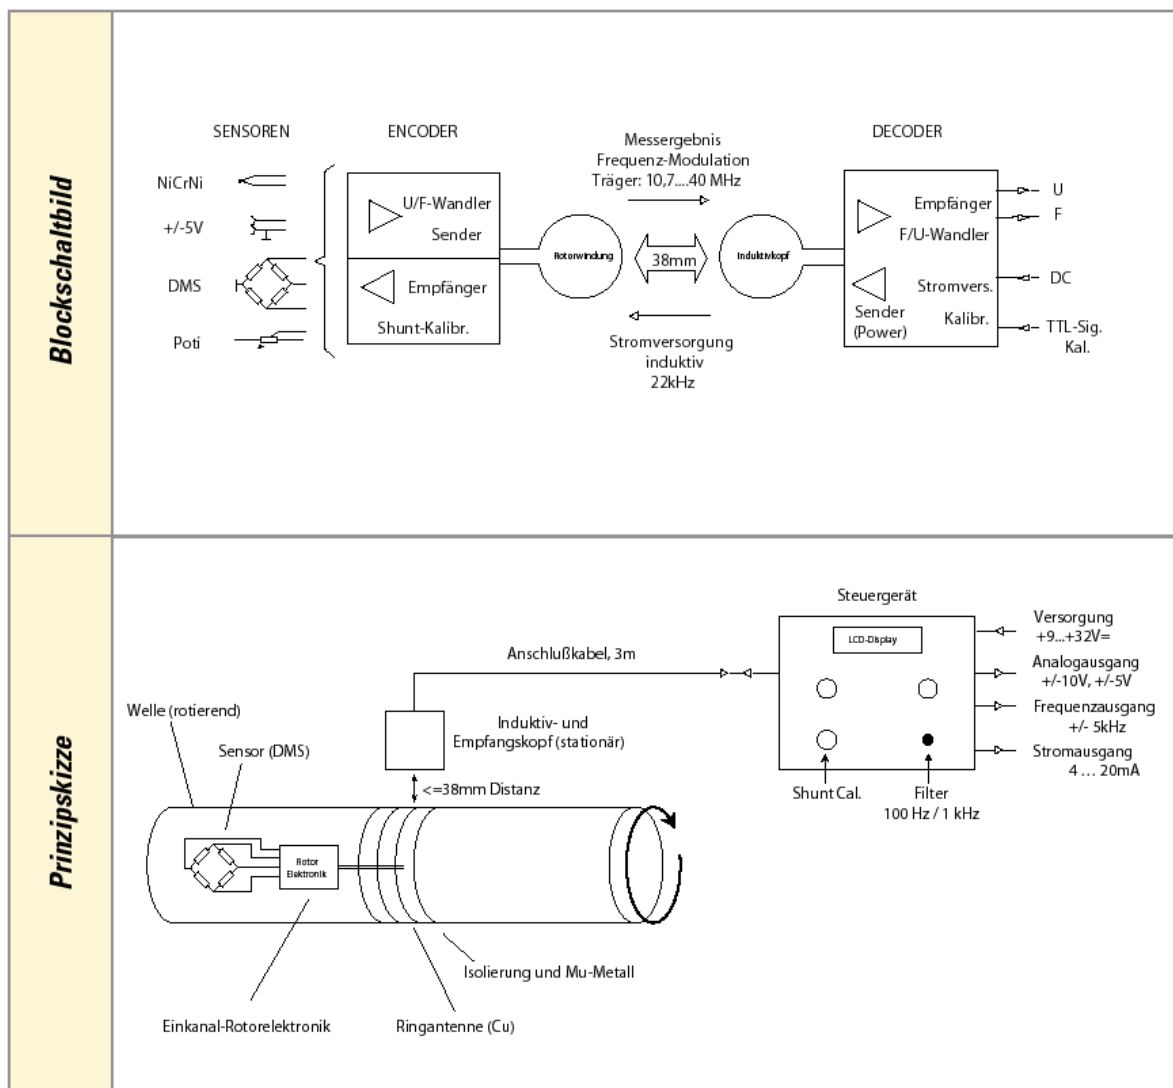 Blockschaltbild
SENSOREN
ENCODER
DECODER
Messergebnis
Frequenz-Modulation
Träger: 10,7....40 MHz
NiCrNi
+/-5V
DMS
Poti
U/F-Wandler
Sender
Empfänger
Shunt-Kalibr.
Rotorwindung
38mm
Induktivkopf
Stromversorgung
induktiv
22kHz
Empfänger
F/U-Wandler
Stromvers.
Sender
(Power)
Kalibr.
U
F
DC
TTL-Sig.
Kal.
Prinzipskizze
Steuergerät
LCD-Display
Versorgung
+9...+32V=
Analogausgang
+/-10V, +/-5V
Frequenzausgang
+/- 5kHz
Stromausgang
4 ... 20mA
Shunt Cal.
Filter
100 Hz / 1 kHz
Anschlußkabel, 3m
Induktiv- und
Empfangskopf (stationär)
<=38mm Distanz
Welle (rotierend)
Sensor (DMS)
Rotor
Elektronik
Isolierung und Mu-Metall
Einkanal-Rotorelektronik
Ringantenne (Cu)